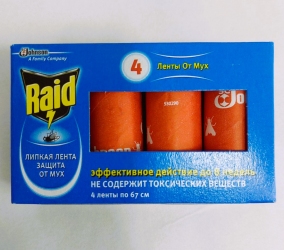 Johnson
A Family Company
4
Ленты От Мух
Raid
ЛИПКАЯ ЛЕНТА
ЗАЩИТА
ОТ МУХ
эффективное действие до 8 недель
НЕ СОДЕРЖИТ ТОКСИЧЕСКИХ ВЕЩЕСТВ
4 ленты по 67 см